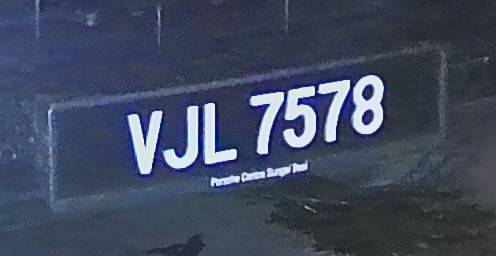 VJL 7578
Porsche Centre Sungai Besi